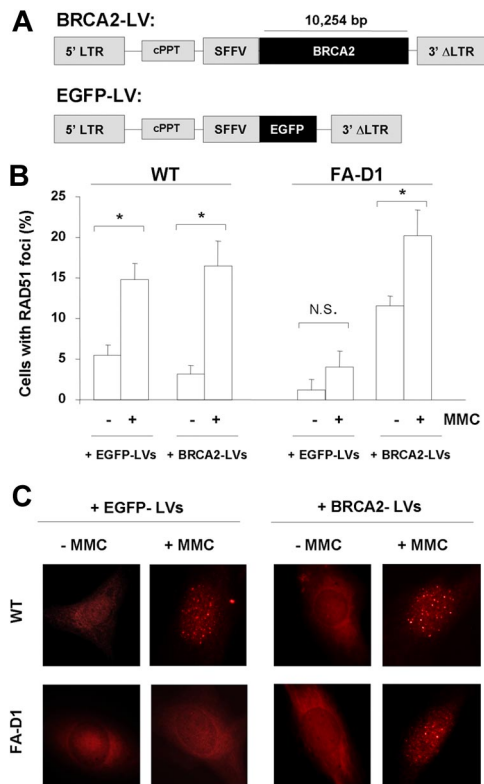 A
BRCA2-LV:
10,254 bp
5' LTR cPPT SFFV BRCA2 3' ΔLTR
EGFP-LV:
5' LTR cPPT SFFV EGFP 3' ΔLTR
B
WT FA-D1
Cells with RAD51 foci (%)
25
20
15
10
5
0
* * N.S. *
- + - + - + - + MMC
+ EGFP-LVs + BRCA2-LVs + EGFP-LVs + BRCA2-LVs
C
+ EGFP- LVs + BRCA2- LVs
- MMC + MMC - MMC + MMC
WT
FA-D1